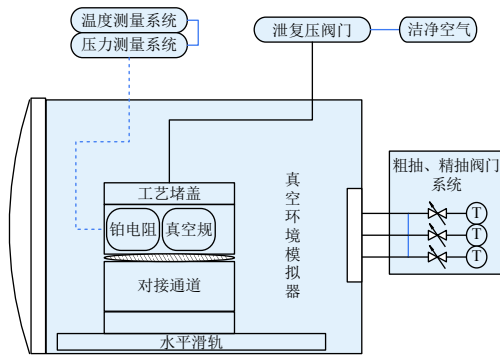 温度测量系统
压力测量系统
泄复压阀门
洁净空气
工艺堵盖
铂电阻
真空规
对接通道
水平滑轨
真空环境模拟器
粗抽、精抽阀门
系统
T
T
T